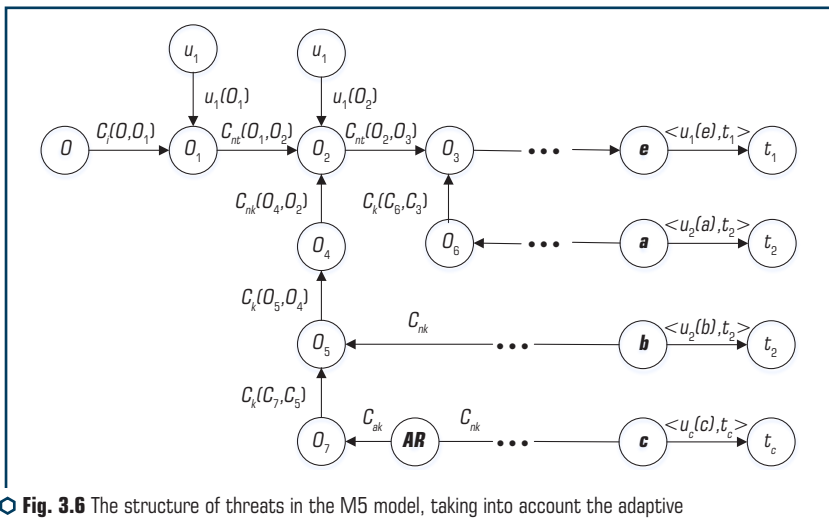 u₁ u₁
u₁(O₁) u₁(O₂)
Cᵢ(O,O₁) Cₙₜ(O₁,O₂) Cₙₜ(O₂,O₃) <u₁(e),t₁>
O O₁ O₂ O₃ ••• e t₁
Cₙₖ(O₄,O₂) Cₖ(C₆,C₃) <u₂(a),t₂>
O₄ O₆ ••• a t₂
Cₖ(O₅,O₄)
Cₙₖ <u₂(b),t₂>
O₅ ••• b t₂
Cₖ(C₇,C₅)
Cₐₖ Cₙₖ <u_c(c),t_c>
O₇ AR ••• c t_c
Fig. 3.6 The structure of threats in the M5 model, taking into account the adaptive